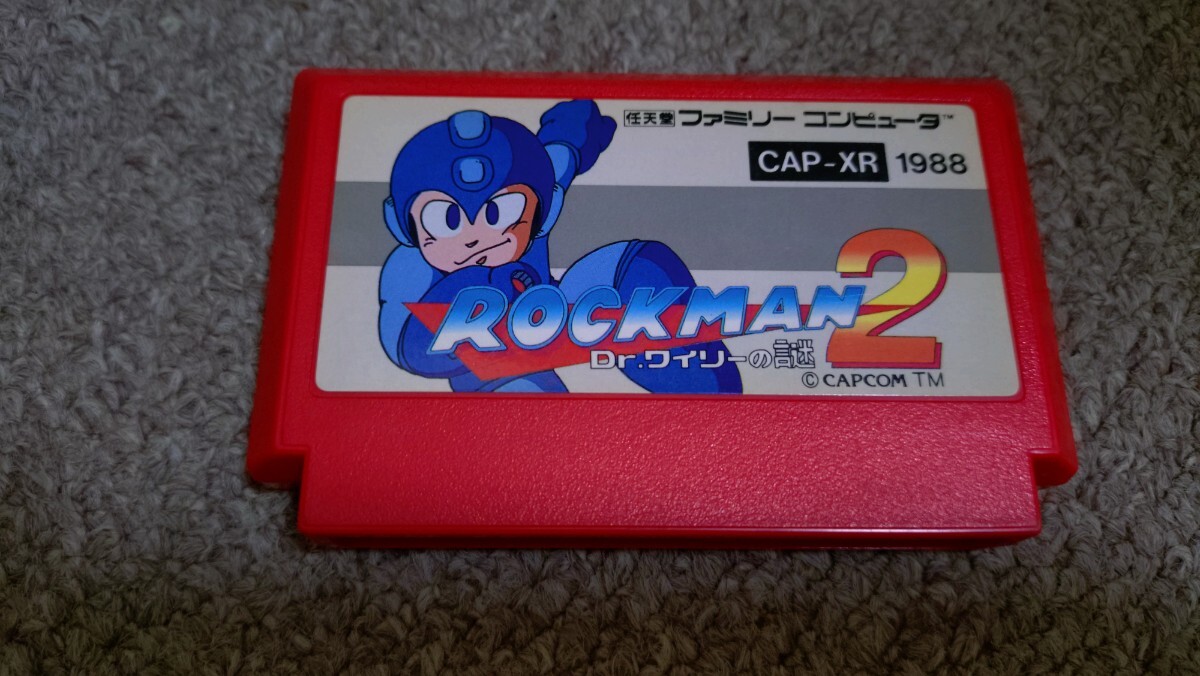 任天堂 ファミリー コンピュータ™
CAP-XR 1988
ROCKMAN 2
Dr.ワイリーの謎
© CAPCOM TM